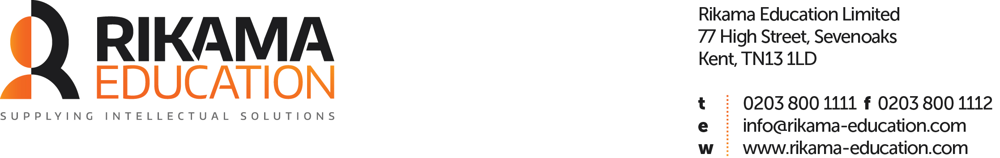 RIKAMA
EDUCATION
SUPPLYING INTELLECTUAL SOLUTIONS
Rikama Education Limited
77 High Street, Sevenoaks
Kent, TN13 1LD
t 0203 800 1111 f 0203 800 1112
e info@rikama-education.com
w www.rikama-education.com